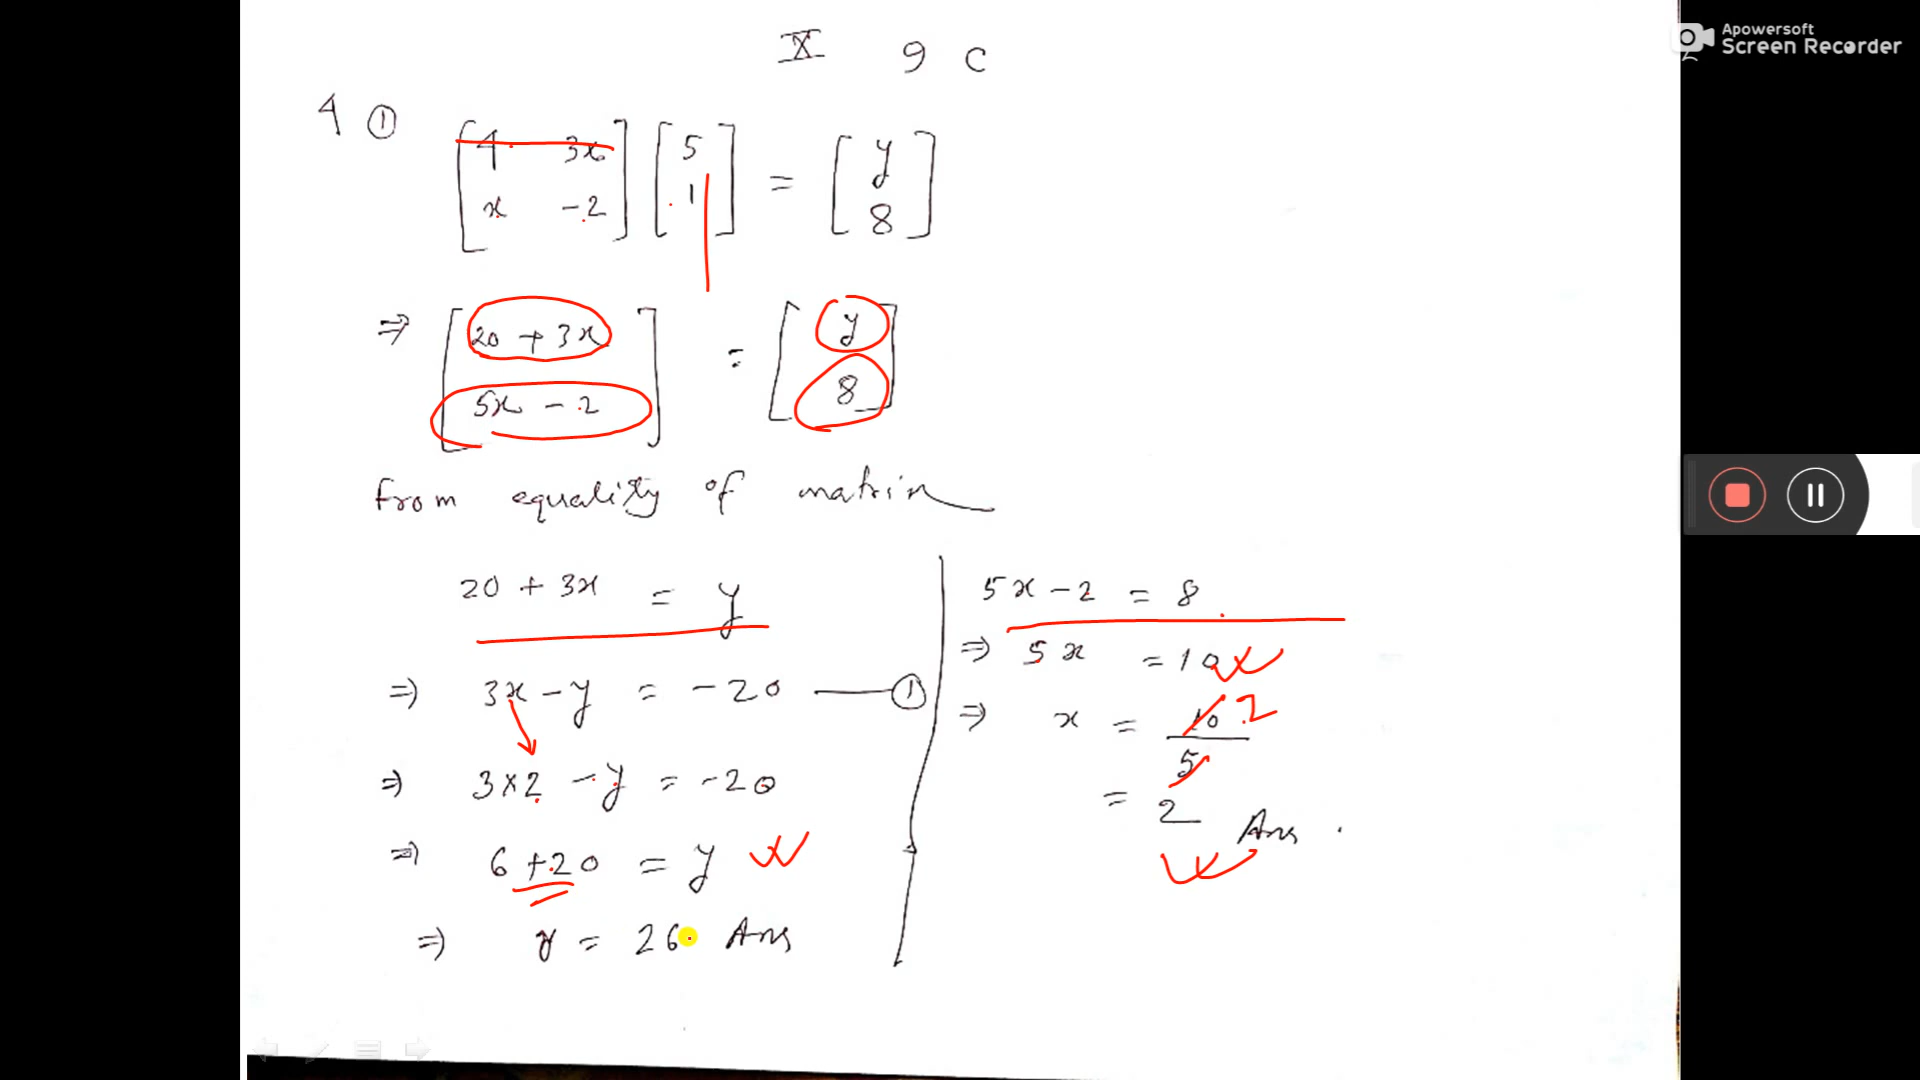 X 9 C
4 ①
[4 3x] [5] = [y]
[x -2] [1] [8]
⇒ [20 + 3x] = [y]
[5x - 2] [8]
from equality of matrix
20 + 3x = y
⇒ 3x - y = -20 —— ①
⇒ 3×2 - y = -20
⇒ 6 + 20 = y
⇒ y = 26 Ans
5x - 2 = 8
⇒ 5x = 10
⇒ x = 10/5 2
= 2 Ans.
Apowersoft
Screen Recorder